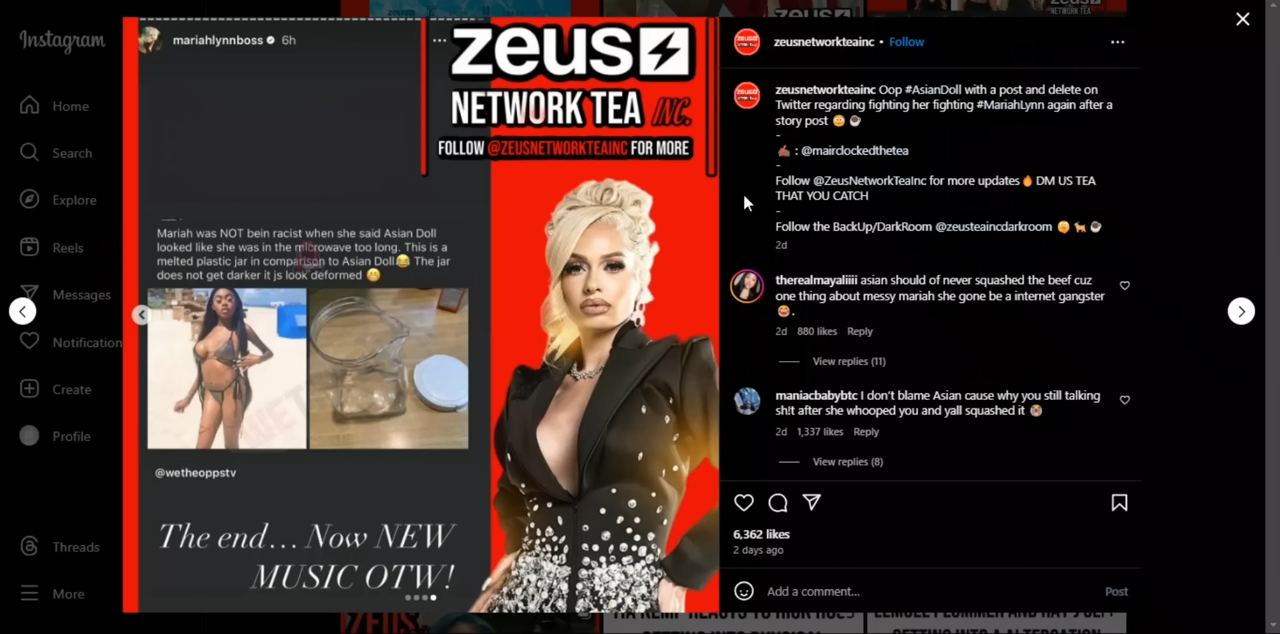 Instagram
Home
Search
Explore
Reels
Messages
Notification
Create
Profile
Threads
More
mariahlynnboss 6h
zeus
NETWORK TEA INC.
FOLLOW @ZEUSNETWORKTEAINC FOR MORE
Mariah was NOT bein racist when she said Asian Doll
looked like she was in the microwave too long. This is a
melted plastic jar in comparison to Asian Doll😂 The jar
does not get darker it js look deformed 😬
@wetheoppstv
The end... Now NEW
MUSIC OTW!
zeusnetworkteainc • Follow
zeusnetworkteainc Oop #AsianDoll with a post and delete on
Twitter regarding fighting her fighting #MariahLynn again after a
story post 😳 ☕
-
✍🏾 : @mairclockedthetea
-
Follow @ZeusNetworkTeaInc for more updates🔥 DM US TEA
THAT YOU CATCH
-
Follow the BackUp/DarkRoom @zeusteaincdarkroom
2d
therealmayaliiii asian should of never squashed the beef cuz
one thing about messy mariah she gone be a internet gangster
😂.
2d 880 likes Reply
View replies (11)
maniacbabybtc I don't blame Asian cause why you still talking
sh!t after she whooped you and yall squashed it
2d 1,337 likes Reply
View replies (8)
6,362 likes
2 days ago
Add a comment...
Post